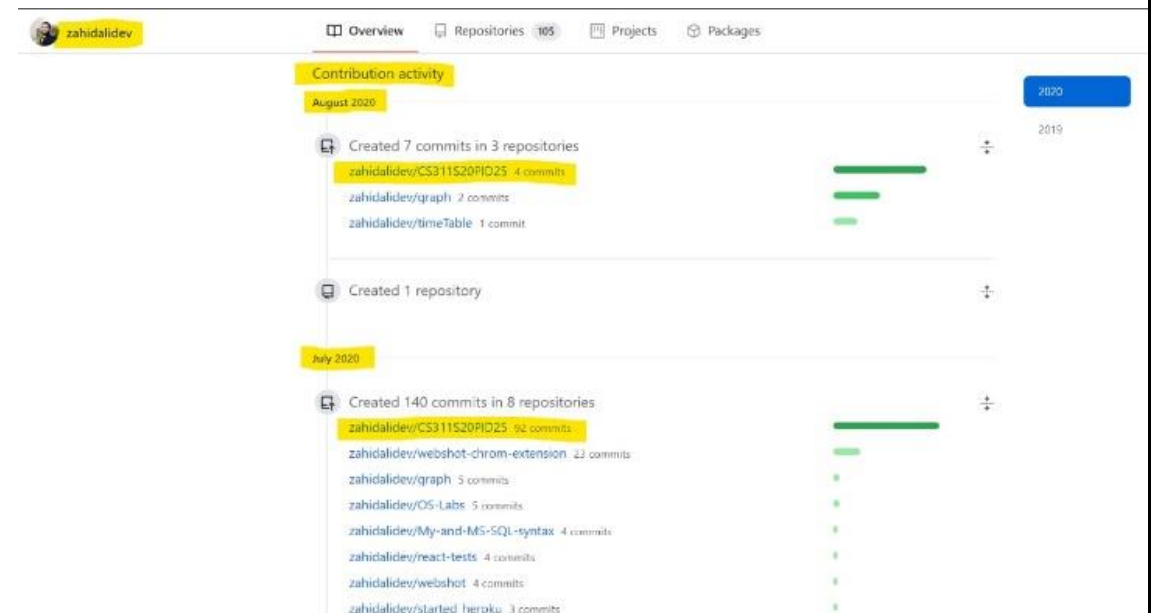 zahidalidev
Overview Repositories 105 Projects Packages
Contribution activity
2020
August 2020
2019
Created 7 commits in 3 repositories
zahidalidev/CS311S20PID25 4 commits
zahidalidev/graph 2 commits
zahidalidev/timeTable 1 commit
Created 1 repository
July 2020
Created 140 commits in 8 repositories
zahidalidev/CS311S20PID25 92 commits
zahidalidev/webshot-chrom-extension 23 commits
zahidalidev/graph 5 commits
zahidalidev/OS-Labs 5 commits
zahidalidev/My-and-MS-SQL-syntax 4 commits
zahidalidev/react-tests 4 commits
zahidalidev/webshot 4 commits
zahidalidev/started_heroku 3 commits